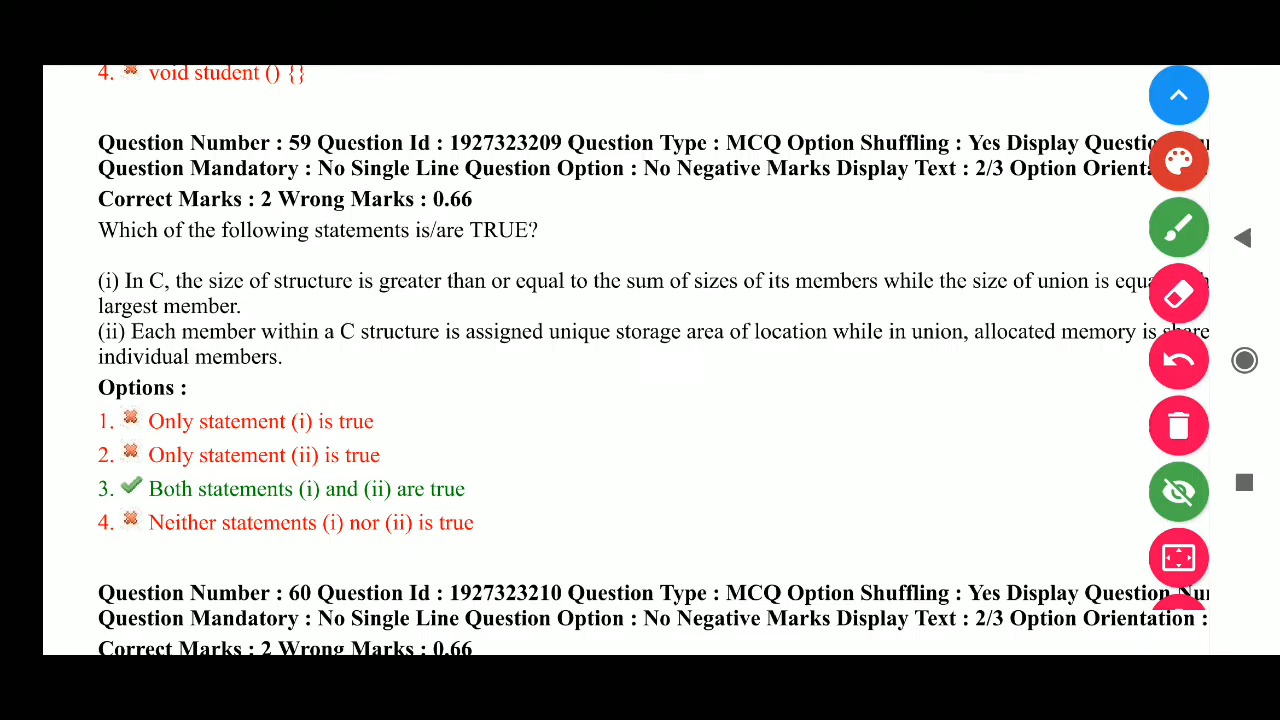 4. void student () {}
Question Number : 59 Question Id : 1927323209 Question Type : MCQ Option Shuffling : Yes Display
Question Mandatory : No Single Line Question Option : No Negative Marks Display Text : 2/3 Option
Correct Marks : 2 Wrong Marks : 0.66
Which of the following statements is/are TRUE?
(i) In C, the size of structure is greater than or equal to the sum of sizes of its members while the size of union is
largest member.
(ii) Each member within a C structure is assigned unique storage area of location while in union, allocated memory is
individual members.
Options :
1. Only statement (i) is true
2. Only statement (ii) is true
3. Both statements (i) and (ii) are true
4. Neither statements (i) nor (ii) is true
Question Number : 60 Question Id : 1927323210 Question Type : MCQ Option Shuffling : Yes Display Question
Question Mandatory : No Single Line Question Option : No Negative Marks Display Text : 2/3 Option Orientation :
Correct Marks : 2 Wrong Marks : 0.66